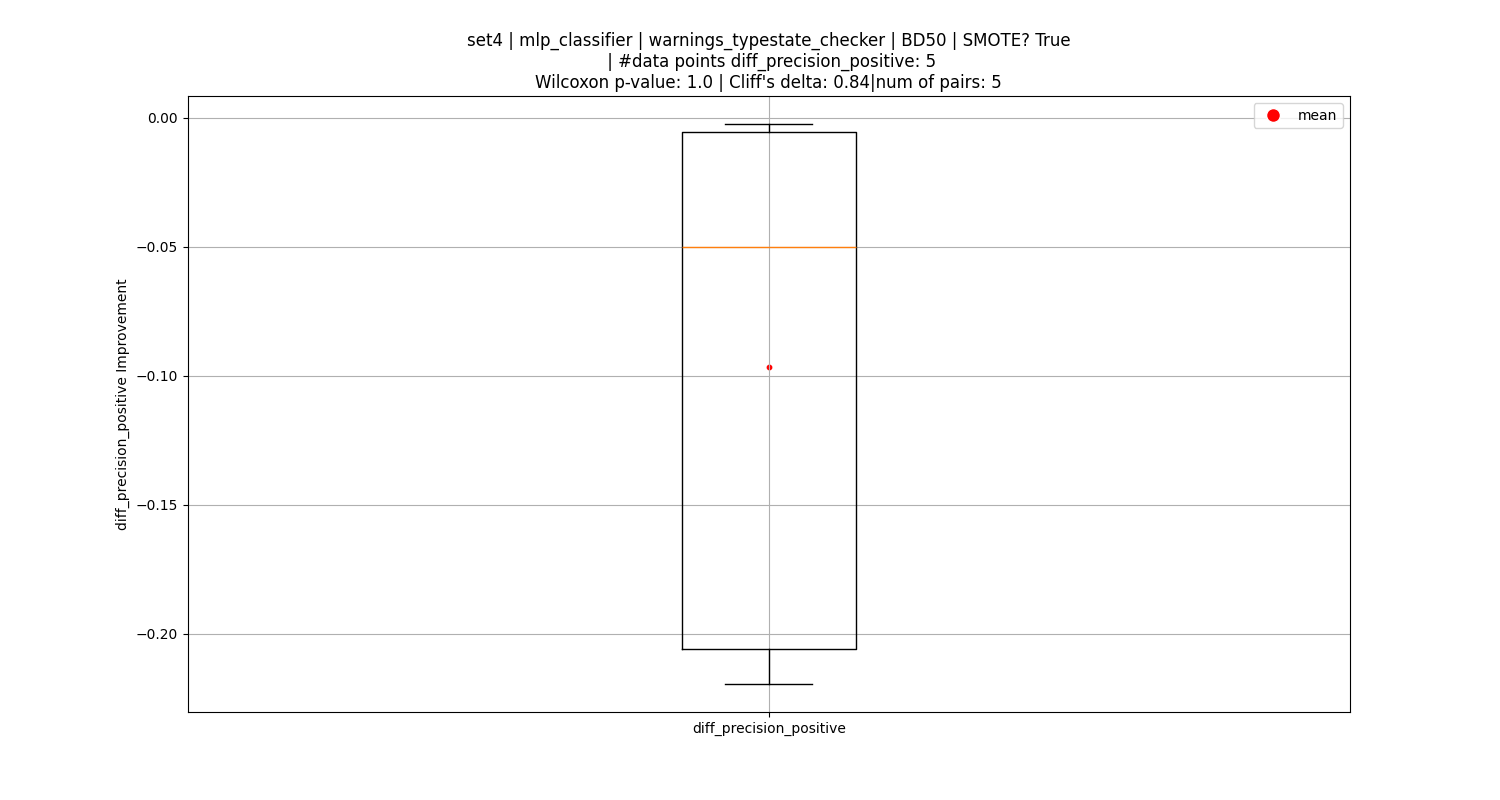 set4 | mlp_classifier | warnings_typestate_checker | BD50 | SMOTE? True
| #data points diff_precision_positive: 5
Wilcoxon p-value: 1.0 | Cliff's delta: 0.84|num of pairs: 5
mean
0.00
−0.05
−0.10
−0.15
−0.20
diff_precision_positive Improvement
diff_precision_positive